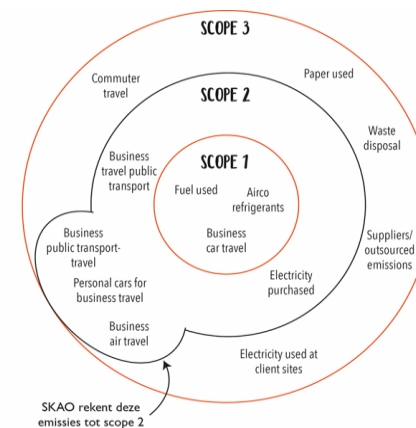 SCOPE 3
Commuter
travel
Paper used
SCOPE 2
Waste
disposal
Business
travel public
transport
SCOPE 1
Fuel used
Airco
refrigerants
Business
car travel
Business
public transport-
travel
Suppliers/
outsourced
emissions
Personal cars for
business travel
Electricity
purchased
Business
air travel
Electricity used at
client sites
SKAO rekent deze
emissies tot scope 2